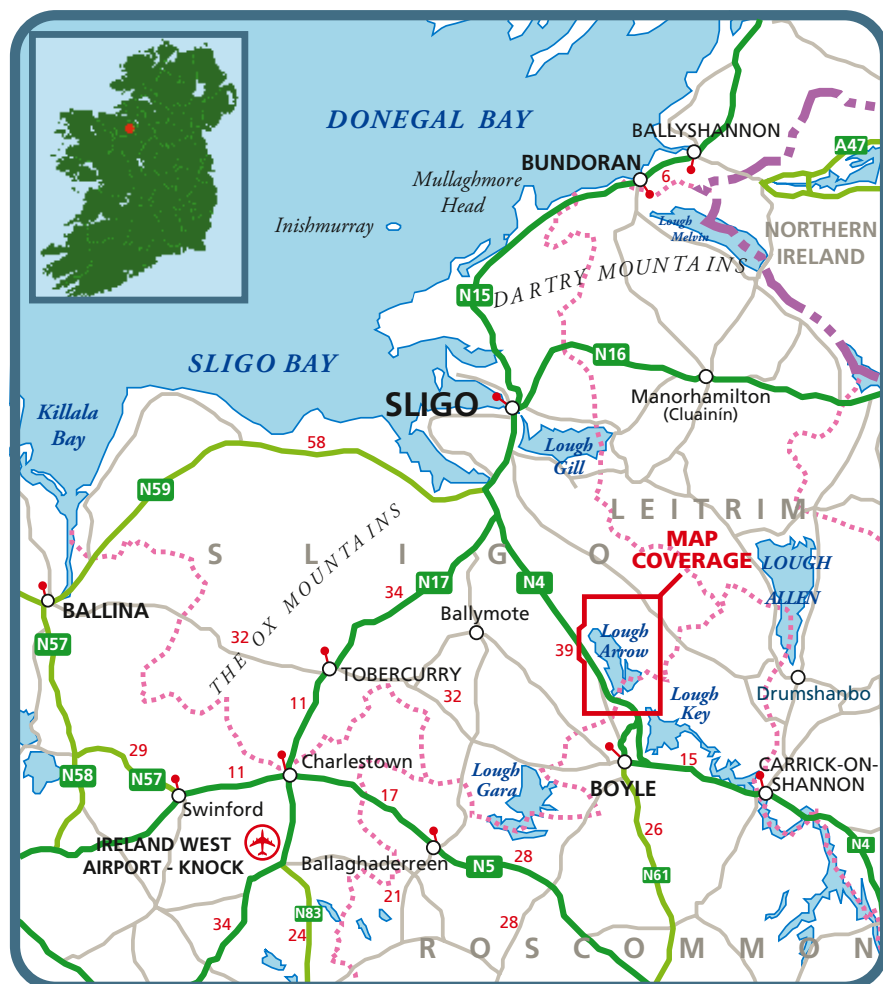 DONEGAL BAY
BALLYSHANNON
A47
BUNDORAN
6
Mullaghmore
Head
Inishmurray
Lough
Melvin
NORTHERN
IRELAND
DARTRY MOUNTAINS
N15
N16
SLIGO BAY
SLIGO
Manorhamilton
(Cluainín)
Killala
Bay
58
Lough
Gill
N59
LEITRIM
SLIGO
MAP
COVERAGE
LOUGH
ALLEN
THE OX MOUNTAINS
34
N17
N4
BALLINA
Ballymote
N57
32
39
Lough
Arrow
TOBERCURRY
11
32
Lough
Key
Drumshanbo
29
N58
N57
11
Charlestown
Swinford
17
Lough
Gara
BOYLE
15
CARRICK-ON-
SHANNON
IRELAND WEST
AIRPORT - KNOCK
Ballaghaderreen
N5
28
26
N61
N4
21
34
N83
24
28
ROSCOMMON